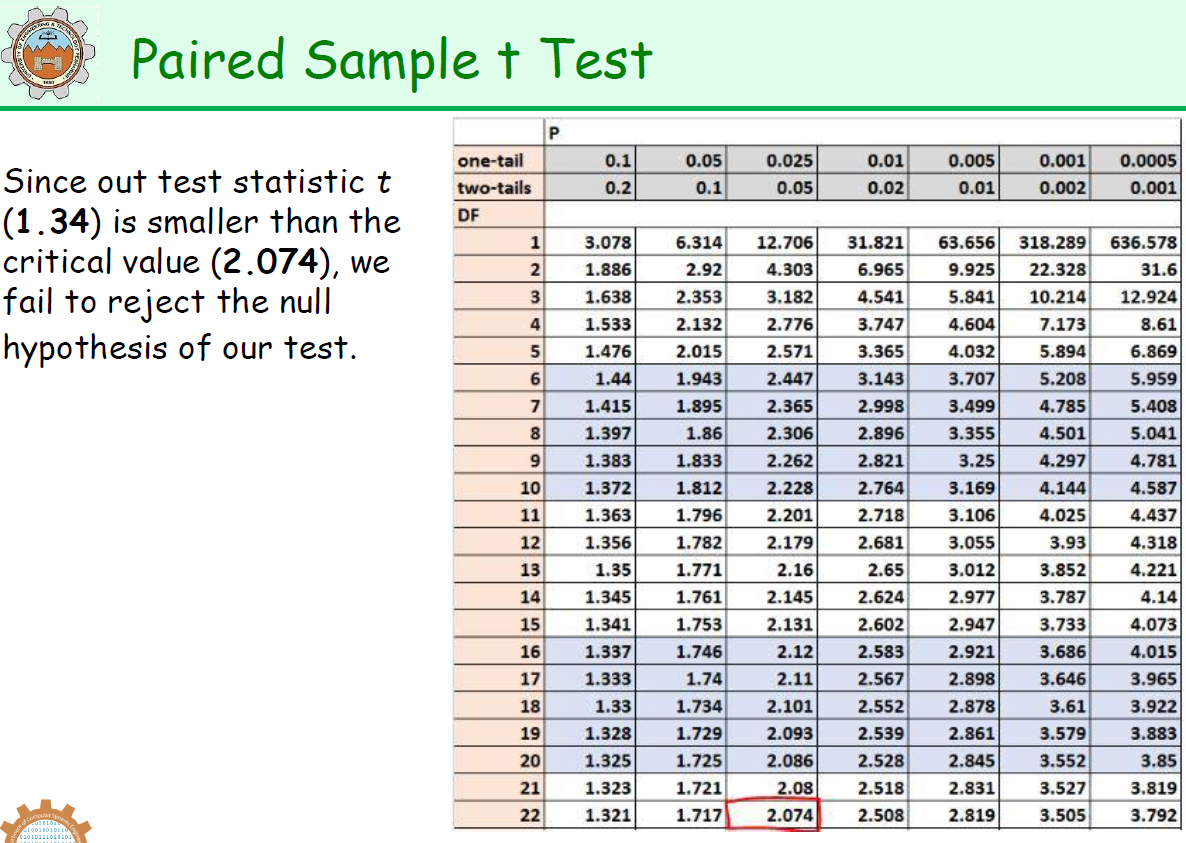 Paired Sample t Test
Since out test statistic t
(1.34) is smaller than the
critical value (2.074), we
fail to reject the null
hypothesis of our test.
P
one-tail 0.1 0.05 0.025 0.01 0.005 0.001 0.0005
two-tails 0.2 0.1 0.05 0.02 0.01 0.002 0.001
DF
1 3.078 6.314 12.706 31.821 63.656 318.289 636.578
2 1.886 2.92 4.303 6.965 9.925 22.328 31.6
3 1.638 2.353 3.182 4.541 5.841 10.214 12.924
4 1.533 2.132 2.776 3.747 4.604 7.173 8.61
5 1.476 2.015 2.571 3.365 4.032 5.894 6.869
6 1.44 1.943 2.447 3.143 3.707 5.208 5.959
7 1.415 1.895 2.365 2.998 3.499 4.785 5.408
8 1.397 1.86 2.306 2.896 3.355 4.501 5.041
9 1.383 1.833 2.262 2.821 3.25 4.297 4.781
10 1.372 1.812 2.228 2.764 3.169 4.144 4.587
11 1.363 1.796 2.201 2.718 3.106 4.025 4.437
12 1.356 1.782 2.179 2.681 3.055 3.93 4.318
13 1.35 1.771 2.16 2.65 3.012 3.852 4.221
14 1.345 1.761 2.145 2.624 2.977 3.787 4.14
15 1.341 1.753 2.131 2.602 2.947 3.733 4.073
16 1.337 1.746 2.12 2.583 2.921 3.686 4.015
17 1.333 1.74 2.11 2.567 2.898 3.646 3.965
18 1.33 1.734 2.101 2.552 2.878 3.61 3.922
19 1.328 1.729 2.093 2.539 2.861 3.579 3.883
20 1.325 1.725 2.086 2.528 2.845 3.552 3.85
21 1.323 1.721 2.08 2.518 2.831 3.527 3.819
22 1.321 1.717 2.074 2.508 2.819 3.505 3.792